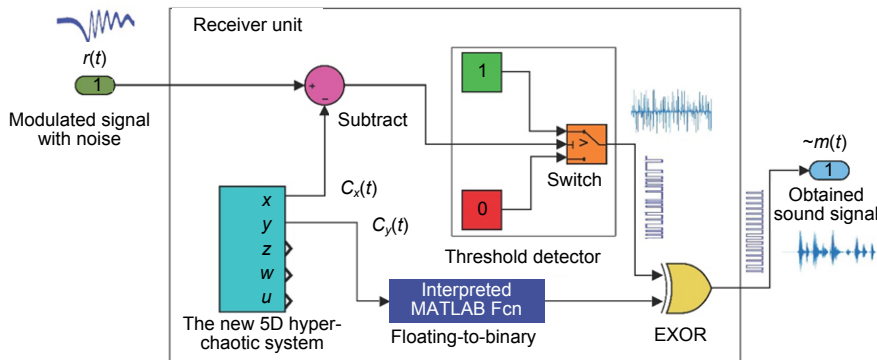 Receiver unit
r(t)
1
Modulated signal
with noise
+
−
Subtract
1
>
Switch
0
Threshold detector
~m(t)
1
Obtained
sound signal
x
y
z
w
u
Cx(t)
Cy(t)
The new 5D hyper-
chaotic system
Interpreted
MATLAB Fcn
Floating-to-binary
EXOR